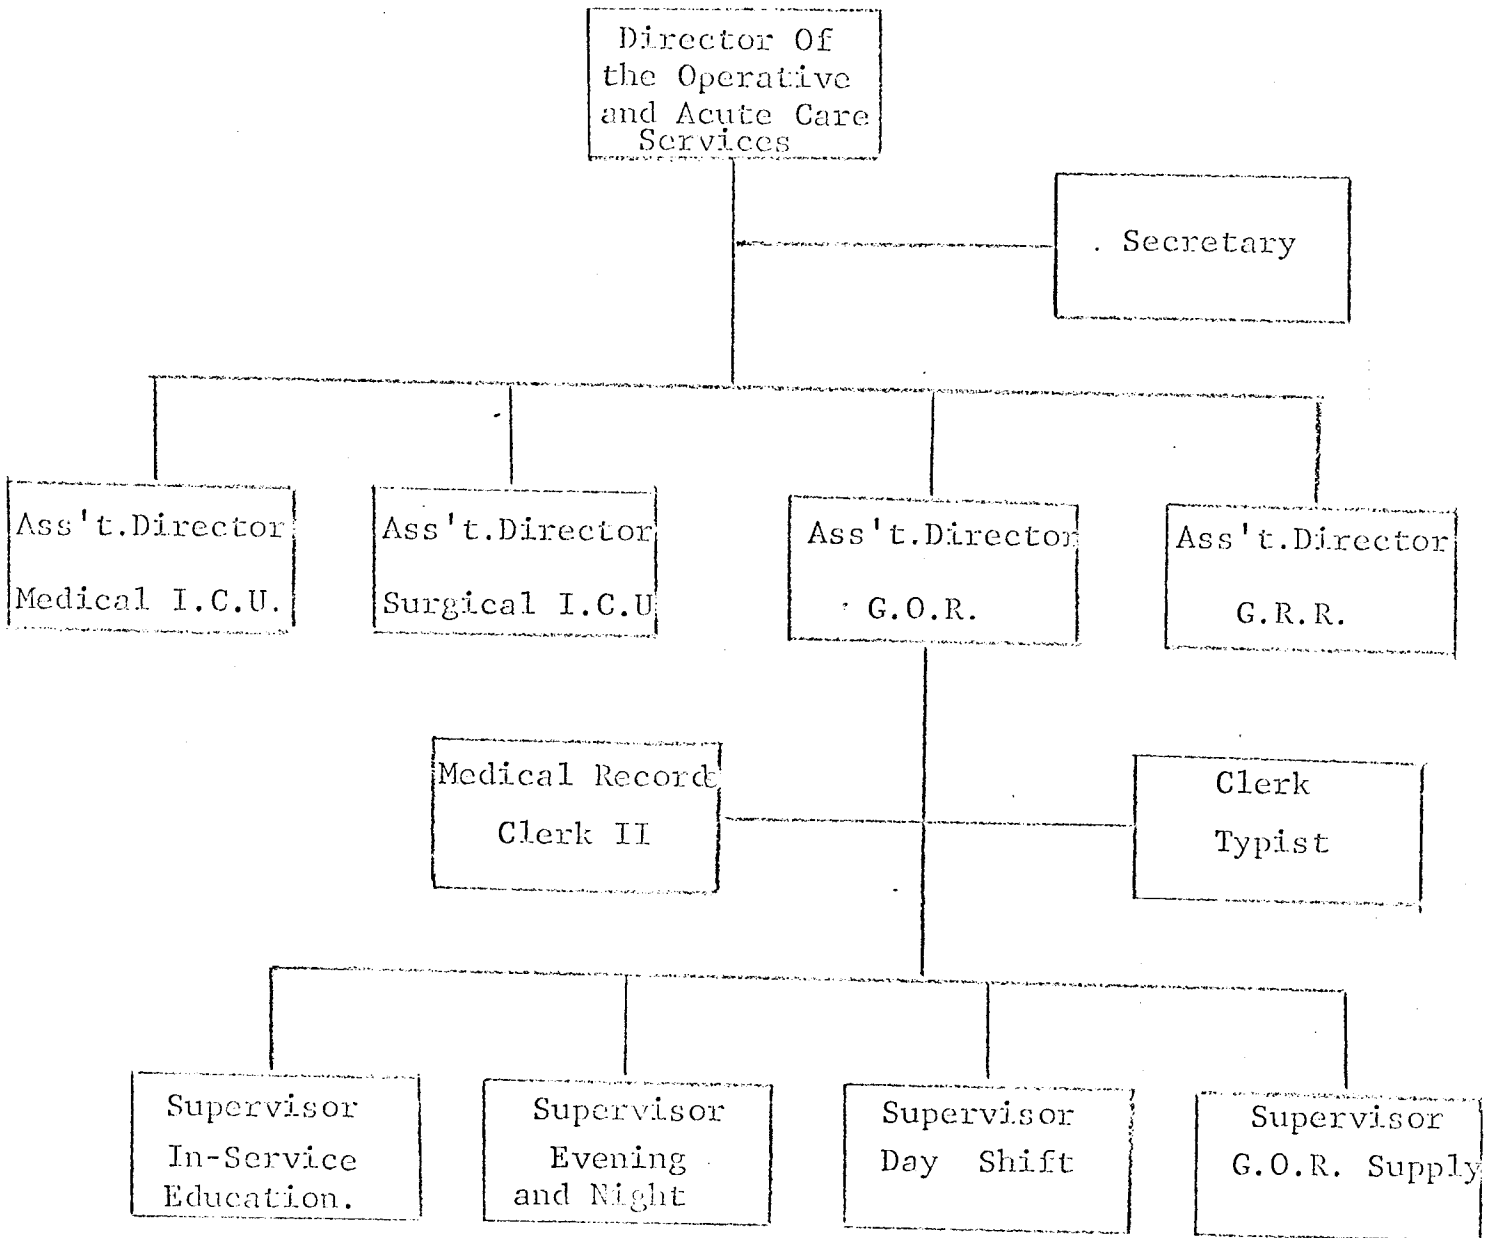 Director Of
the Operative
and Acute Care
Services
. Secretary
Ass't.Director
Medical I.C.U.
Ass't.Director
Surgical I.C.U
Ass't.Director
G.O.R.
Ass't.Director
G.R.R.
Medical Record
Clerk II
Clerk
Typist
Supervisor
In-Service
Education.
Supervisor
Evening
and Night
Supervisor
Day Shift
Supervisor
G.O.R. Supply